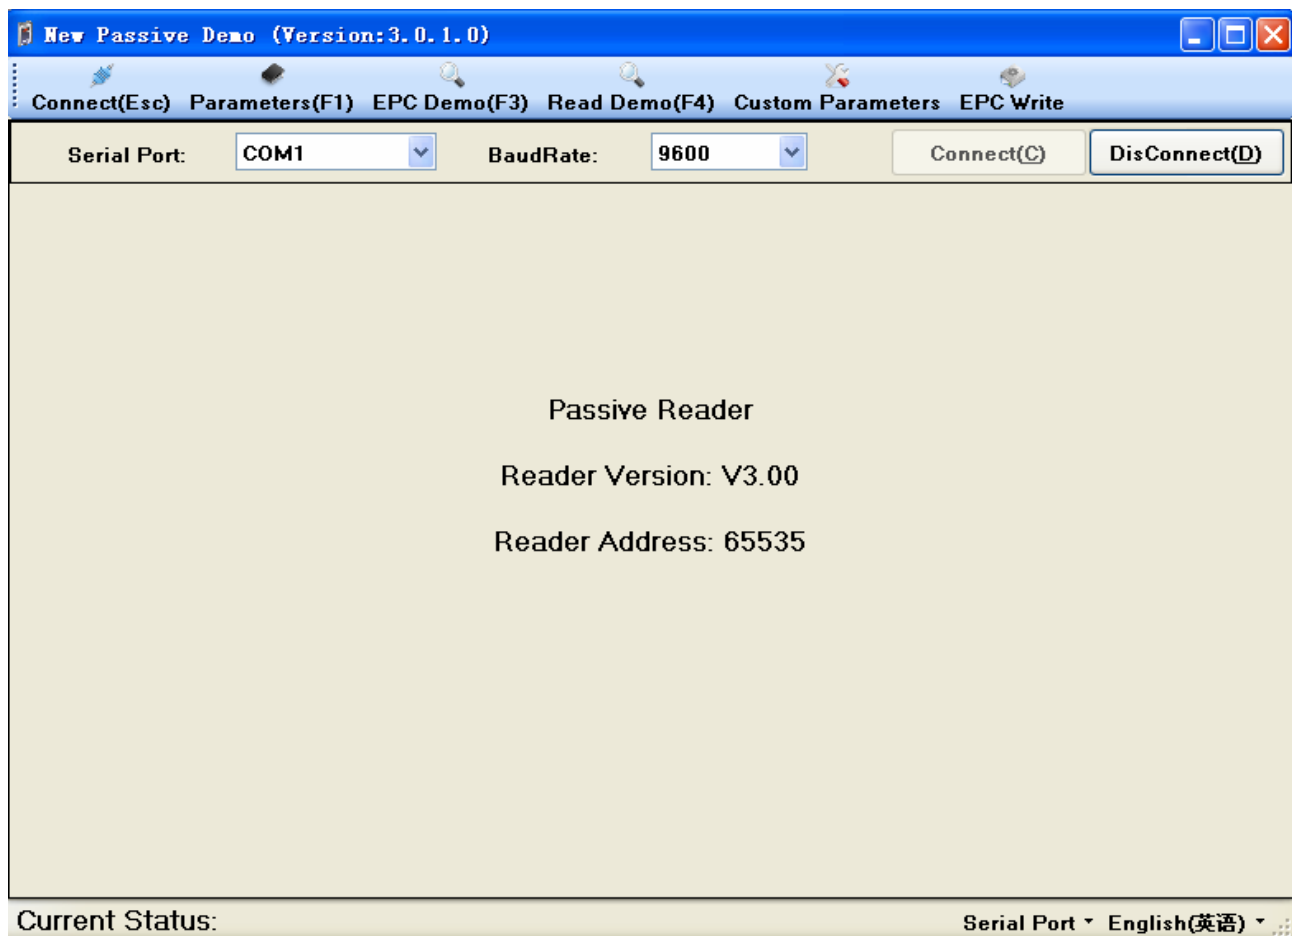 New Passive Demo (Version:3.0.1.0)
Connect(Esc) Parameters(F1) EPC Demo(F3) Read Demo(F4) Custom Parameters EPC Write
Serial Port: COM1 BaudRate: 9600 Connect(C) DisConnect(D)
Passive Reader
Reader Version: V3.00
Reader Address: 65535
Current Status: Serial Port English(英语)